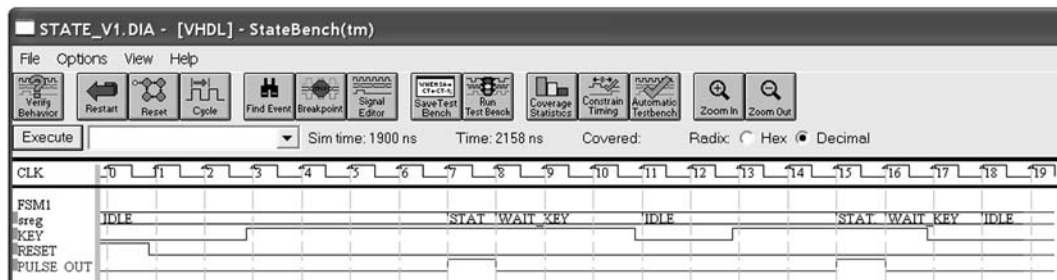 STATE_V1.DIA - [VHDL] - StateBench(tm)
File Options View Help
Verify Behavior Restart Reset Cycle Find Event Breakpoint Signal Editor SaveTest Bench Run Test Bench Coverage Statistics Constrain Timing Automatic Testbench Zoom In Zoom Out
Execute Sim time: 1900 ns Time: 2158 ns Covered: Radix: Hex Decimal
CLK 0 1 2 3 4 5 6 7 8 9 10 11 12 13 14 15 16 17 18 19
FSM1
sreg IDLE STAT WAIT_KEY IDLE STAT WAIT_KEY IDLE
KEY
RESET
PULSE OUT